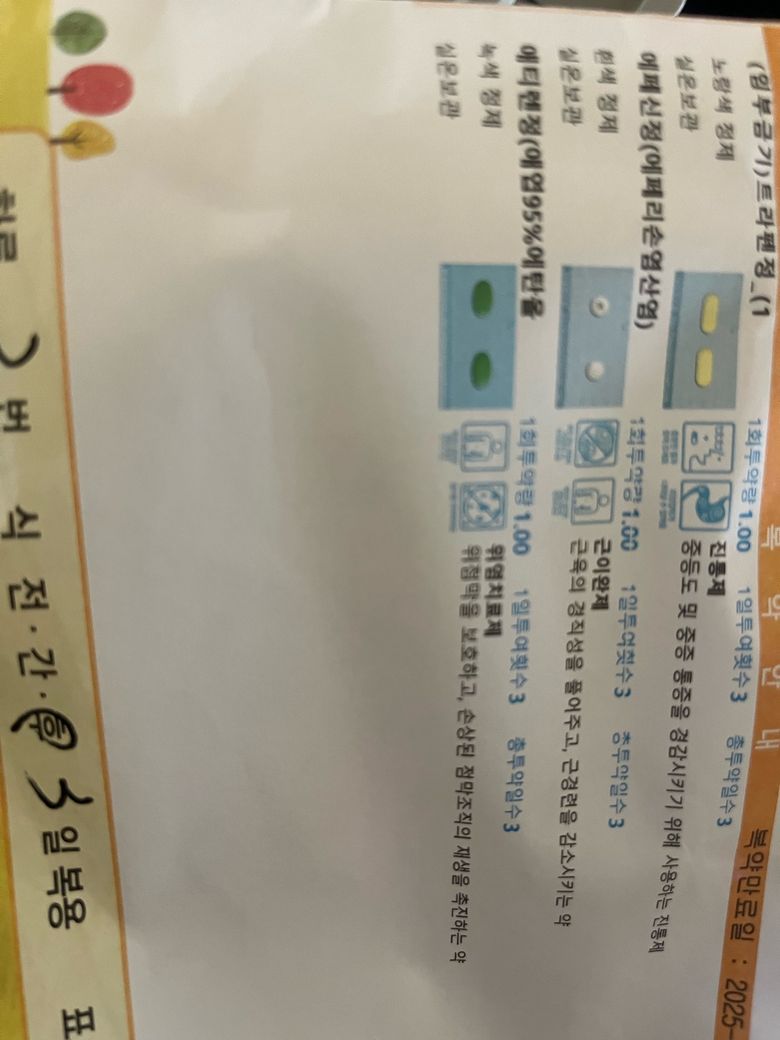 복 약 안 내
복약만료일 : 2025-
(임부금기)트라펜정_(1
노랑색 정제
실온보관
1회투약량 1.00 1일투여횟수 3 총투약일수 3
진통제
중등도 및 중증 통증을 경감시키기 위해 사용하는 진통제
에페신정(에페리손염산염)
흰색 정제
실온보관
1회투약량 1.00 1일투여횟수 3 총투약일수 3
근이완제
근육의 경직성을 풀어주고, 근경련을 감소시키는 약
에티렌정(애엽95%에탄올
녹색 정제
실온보관
1회투약량 1.00 1일투여횟수 3 총투약일수 3
위염치료제
위점막을 보호하고, 손상된 점막조직의 재생을 촉진하는 약
하루 번 식 전·간·후 3 일복용